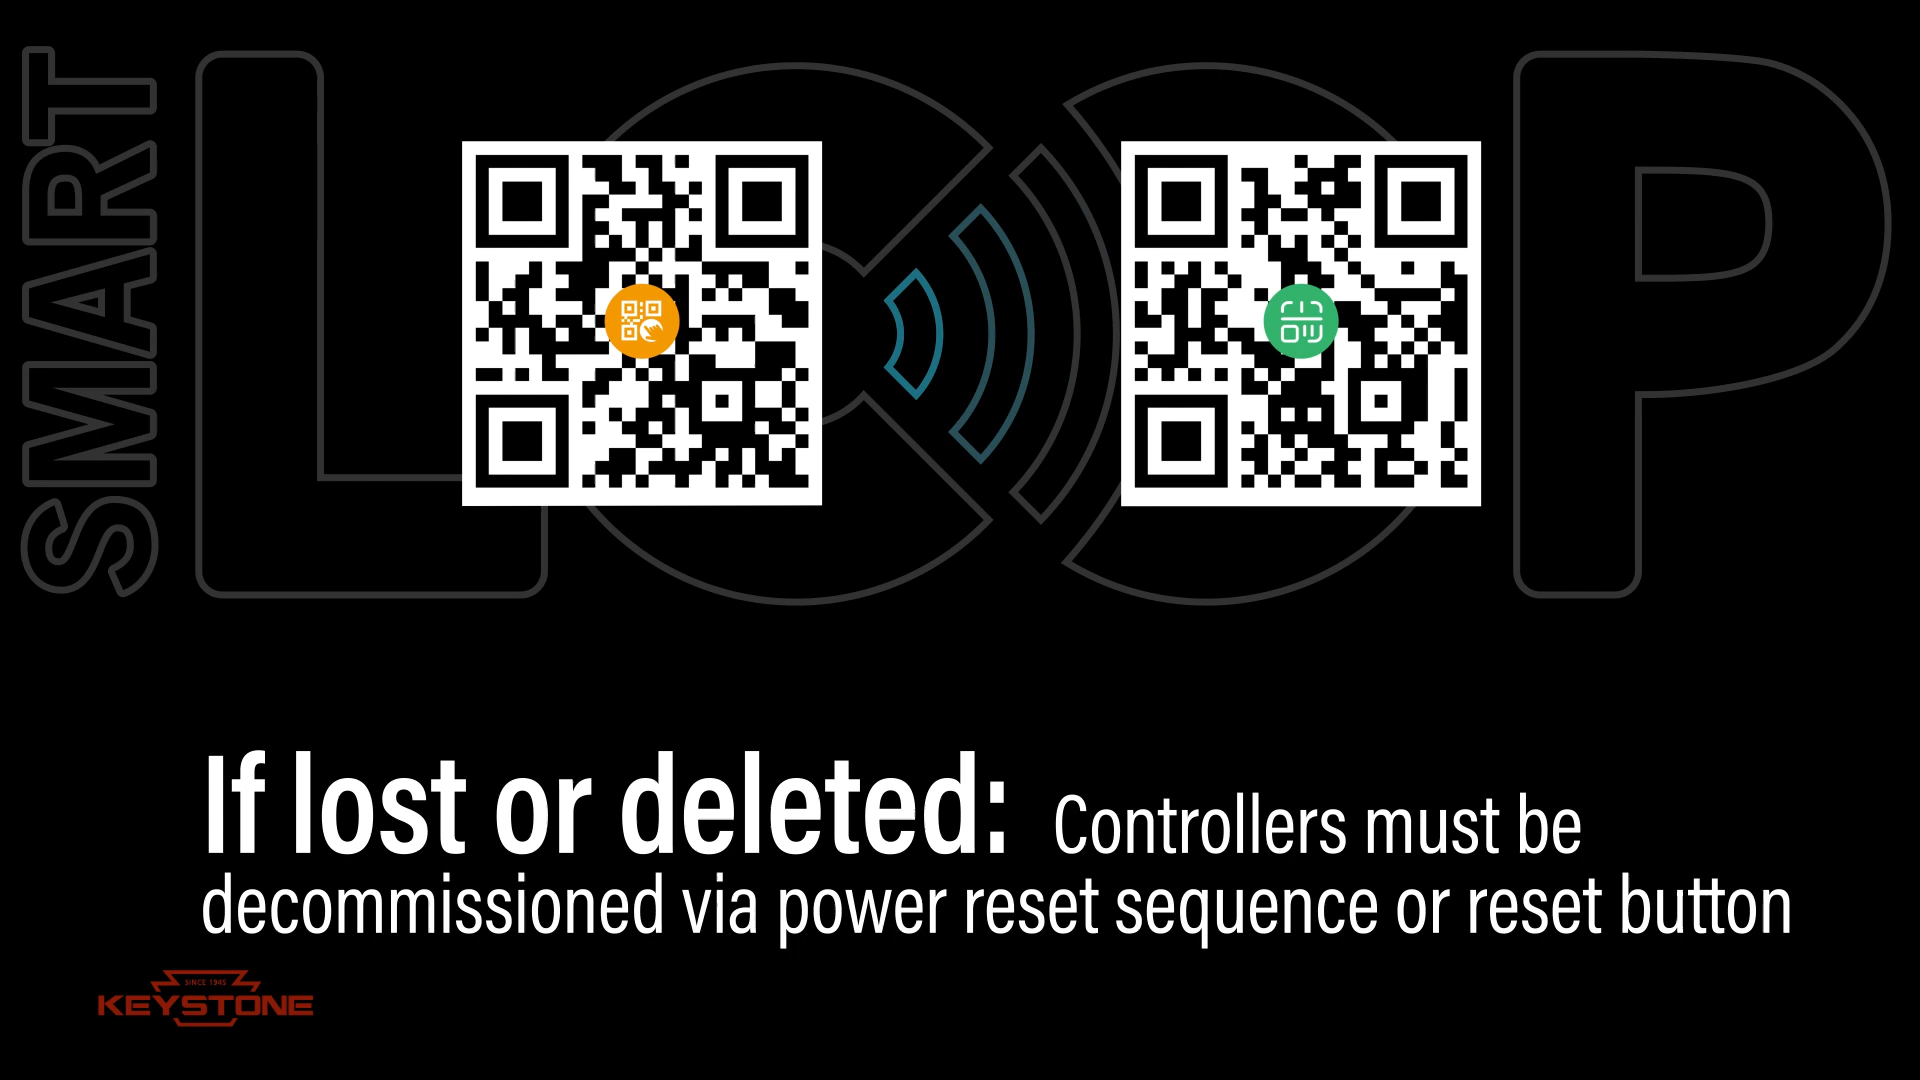 SMART
LOOP
If lost or deleted: Controllers must be
decommissioned via power reset sequence or reset button
SINCE 1945
KEYSTONE